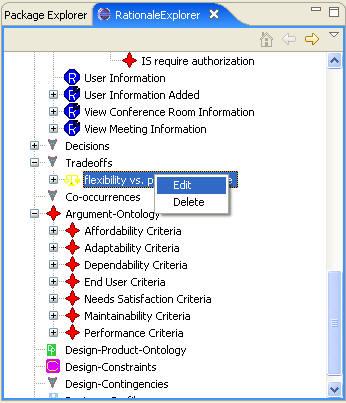 Package Explorer RationaleExplorer
IS require authorization
User Information
User Information Added
View Conference Room Information
View Meeting Information
Decisions
Tradeoffs
flexibility vs.
Edit
Delete
Co-occurrences
Argument-Ontology
Affordability Criteria
Adaptability Criteria
Dependability Criteria
End User Criteria
Needs Satisfaction Criteria
Maintainability Criteria
Performance Criteria
Design-Product-Ontology
Design-Constraints
Design-Contingencies